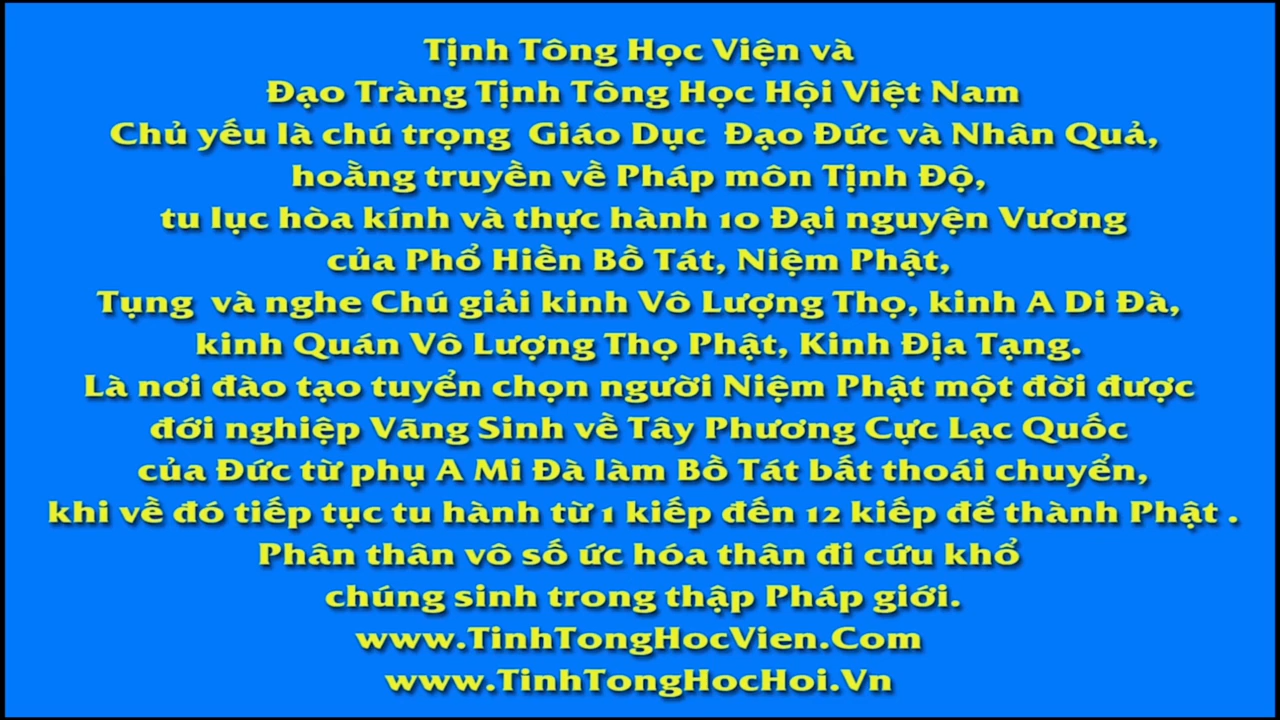 Tịnh Tông Học Viện và
Đạo Tràng Tịnh Tông Học Hội Việt Nam
Chủ yếu là chú trọng Giáo Dục Đạo Đức và Nhân Quả,
hoằng truyền về Pháp môn Tịnh Độ,
tu lục hòa kính và thực hành 10 Đại nguyện Vương
của Phổ Hiền Bồ Tát, Niệm Phật,
Tụng và nghe Chú giải kinh Vô Lượng Thọ, kinh A Di Đà,
kinh Quán Vô Lượng Thọ Phật, Kinh Địa Tạng.
Là nơi đào tạo tuyển chọn người Niệm Phật một đời được
đới nghiệp Vãng Sinh về Tây Phương Cực Lạc Quốc
của Đức từ phụ A Mi Đà làm Bồ Tát bất thoái chuyển,
khi về đó tiếp tục tu hành từ 1 kiếp đến 12 kiếp để thành Phật .
Phân thân vô số ức hóa thân đi cứu khổ
chúng sinh trong thập Pháp giới.
www.TinhTongHocVien.Com
www.TinhTongHocHoi.Vn